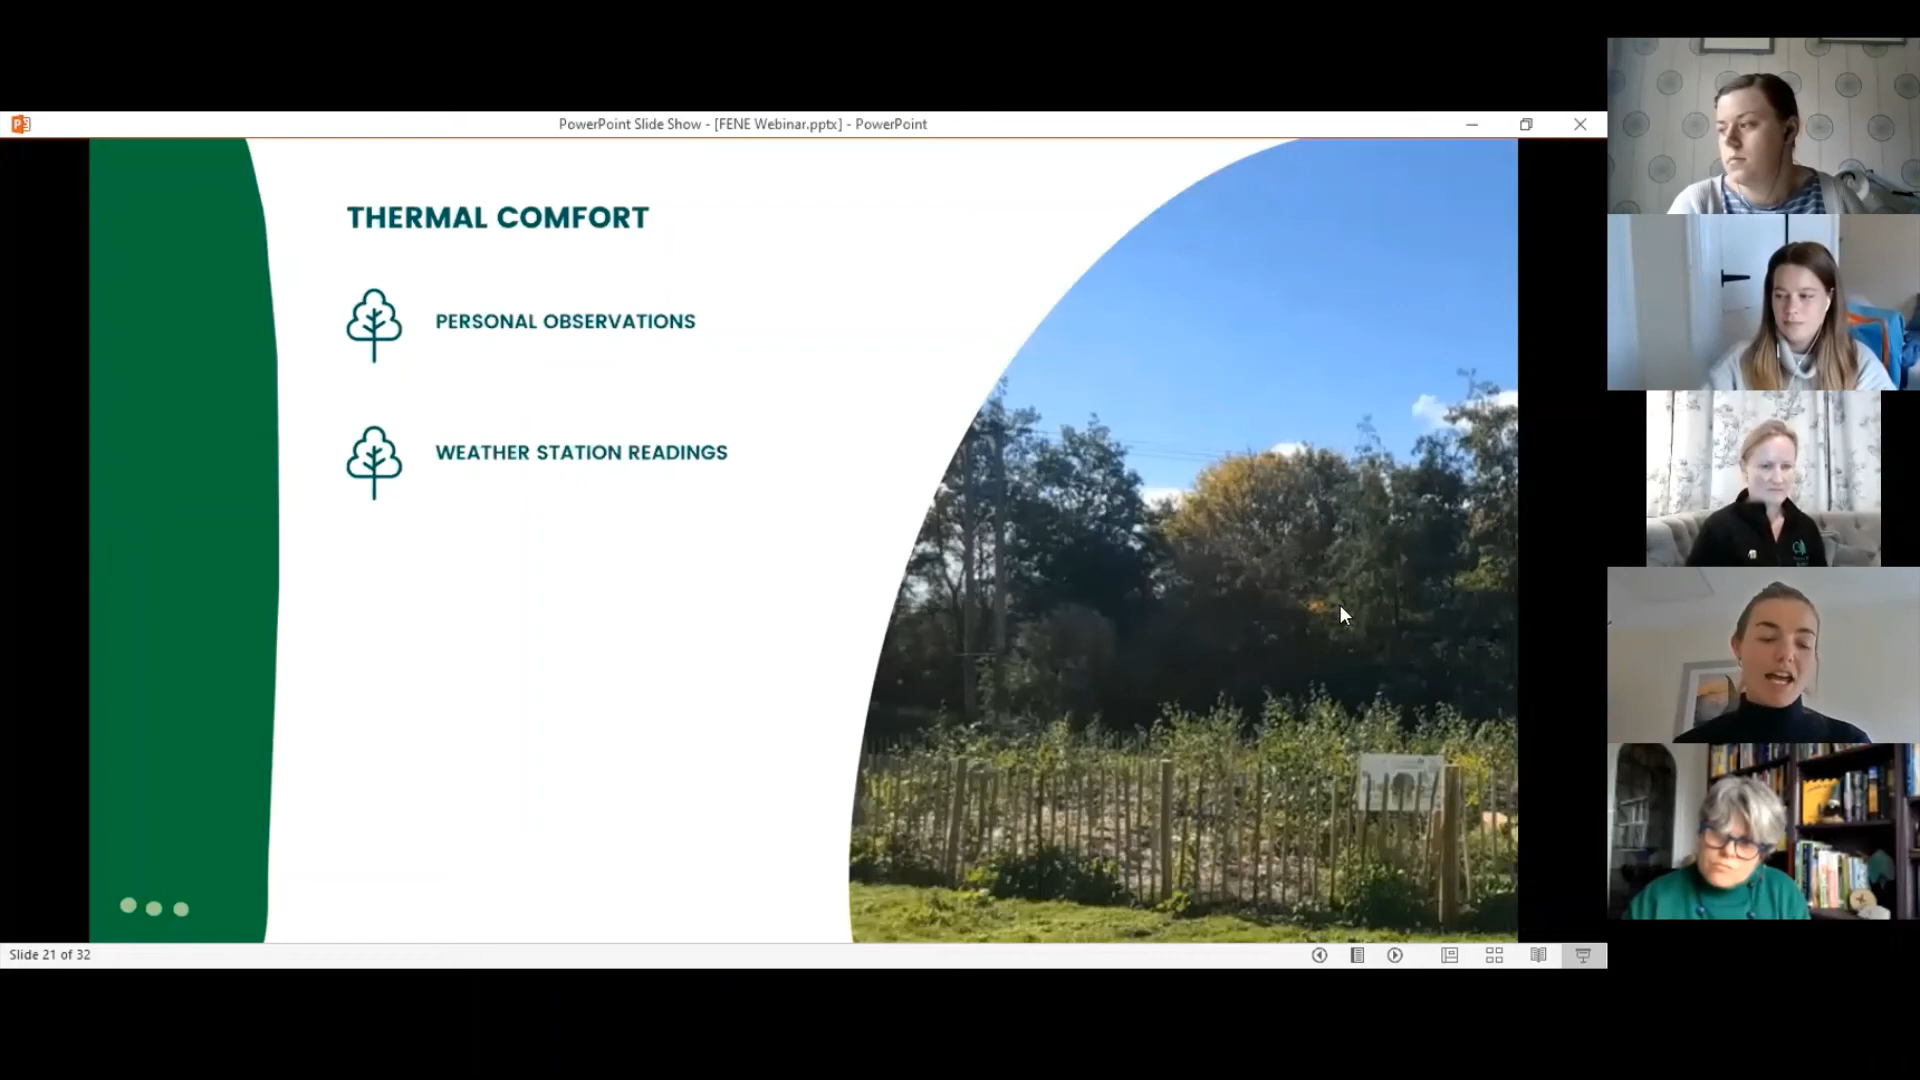 PowerPoint Slide Show - [FENE Webinar.pptx] - PowerPoint
THERMAL COMFORT
PERSONAL OBSERVATIONS
WEATHER STATION READINGS
Slide 21 of 32